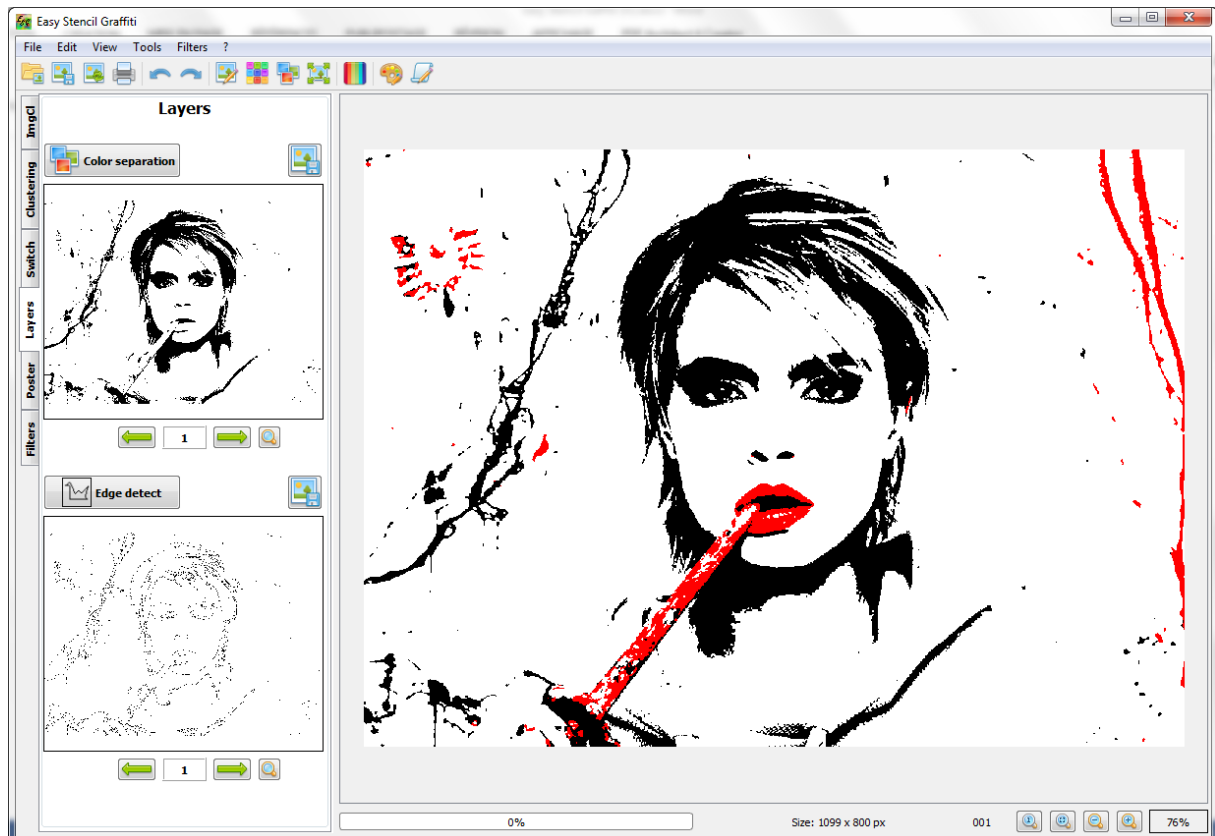 Easy Stencil Graffiti
File Edit View Tools Filters ?
ImgCl
Clustering
Switch
Layers
Poster
Filters
Layers
Color separation
1
Edge detect
1
0%
Size: 1099 x 800 px
001
76%